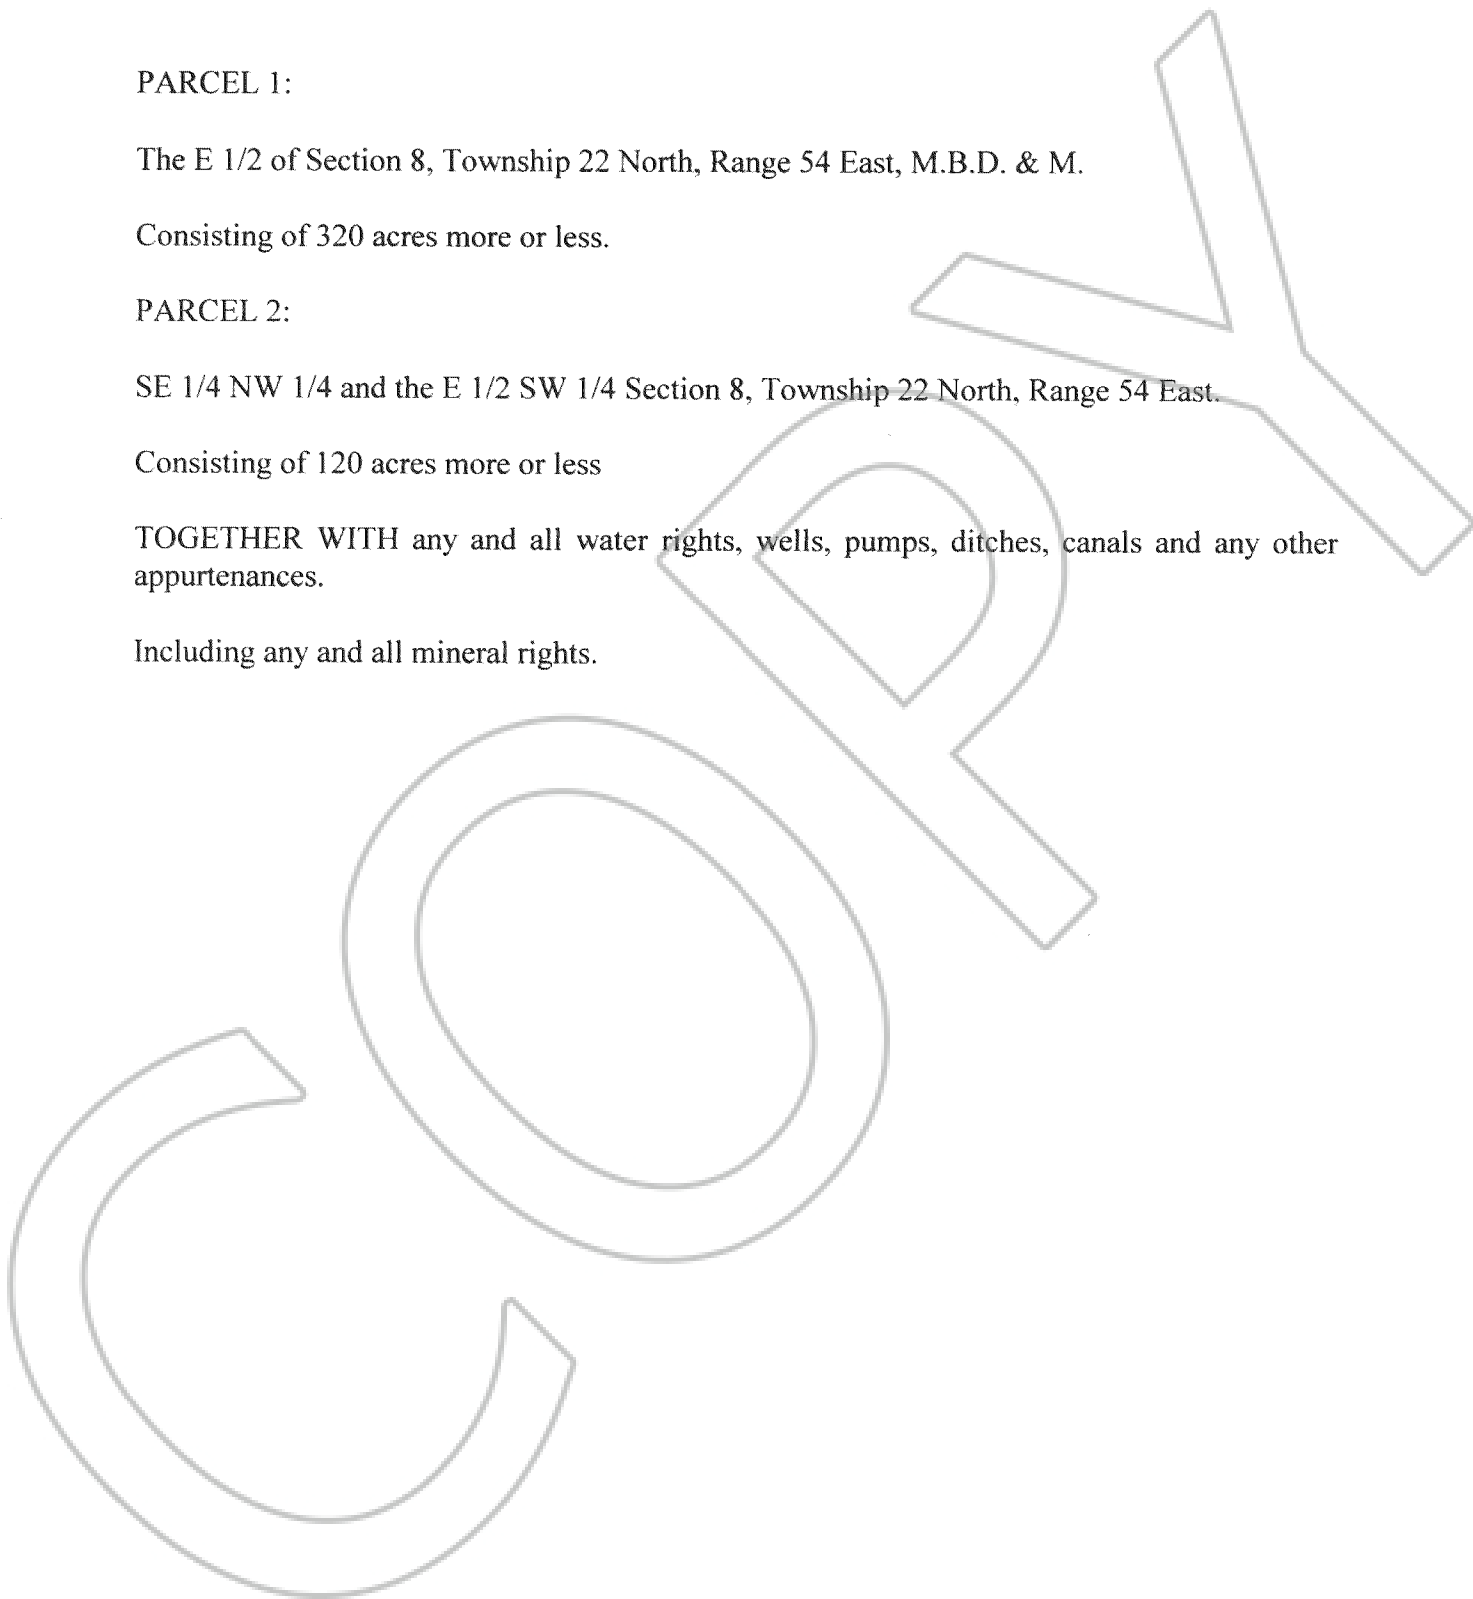 PARCEL 1:
The E 1/2 of Section 8, Township 22 North, Range 54 East, M.B.D. & M.
Consisting of 320 acres more or less.
PARCEL 2:
SE 1/4 NW 1/4 and the E 1/2 SW 1/4 Section 8, Township 22 North, Range 54 East.
Consisting of 120 acres more or less
TOGETHER WITH any and all water rights, wells, pumps, ditches, canals and any other
appurtenances.
Including any and all mineral rights.
COPY